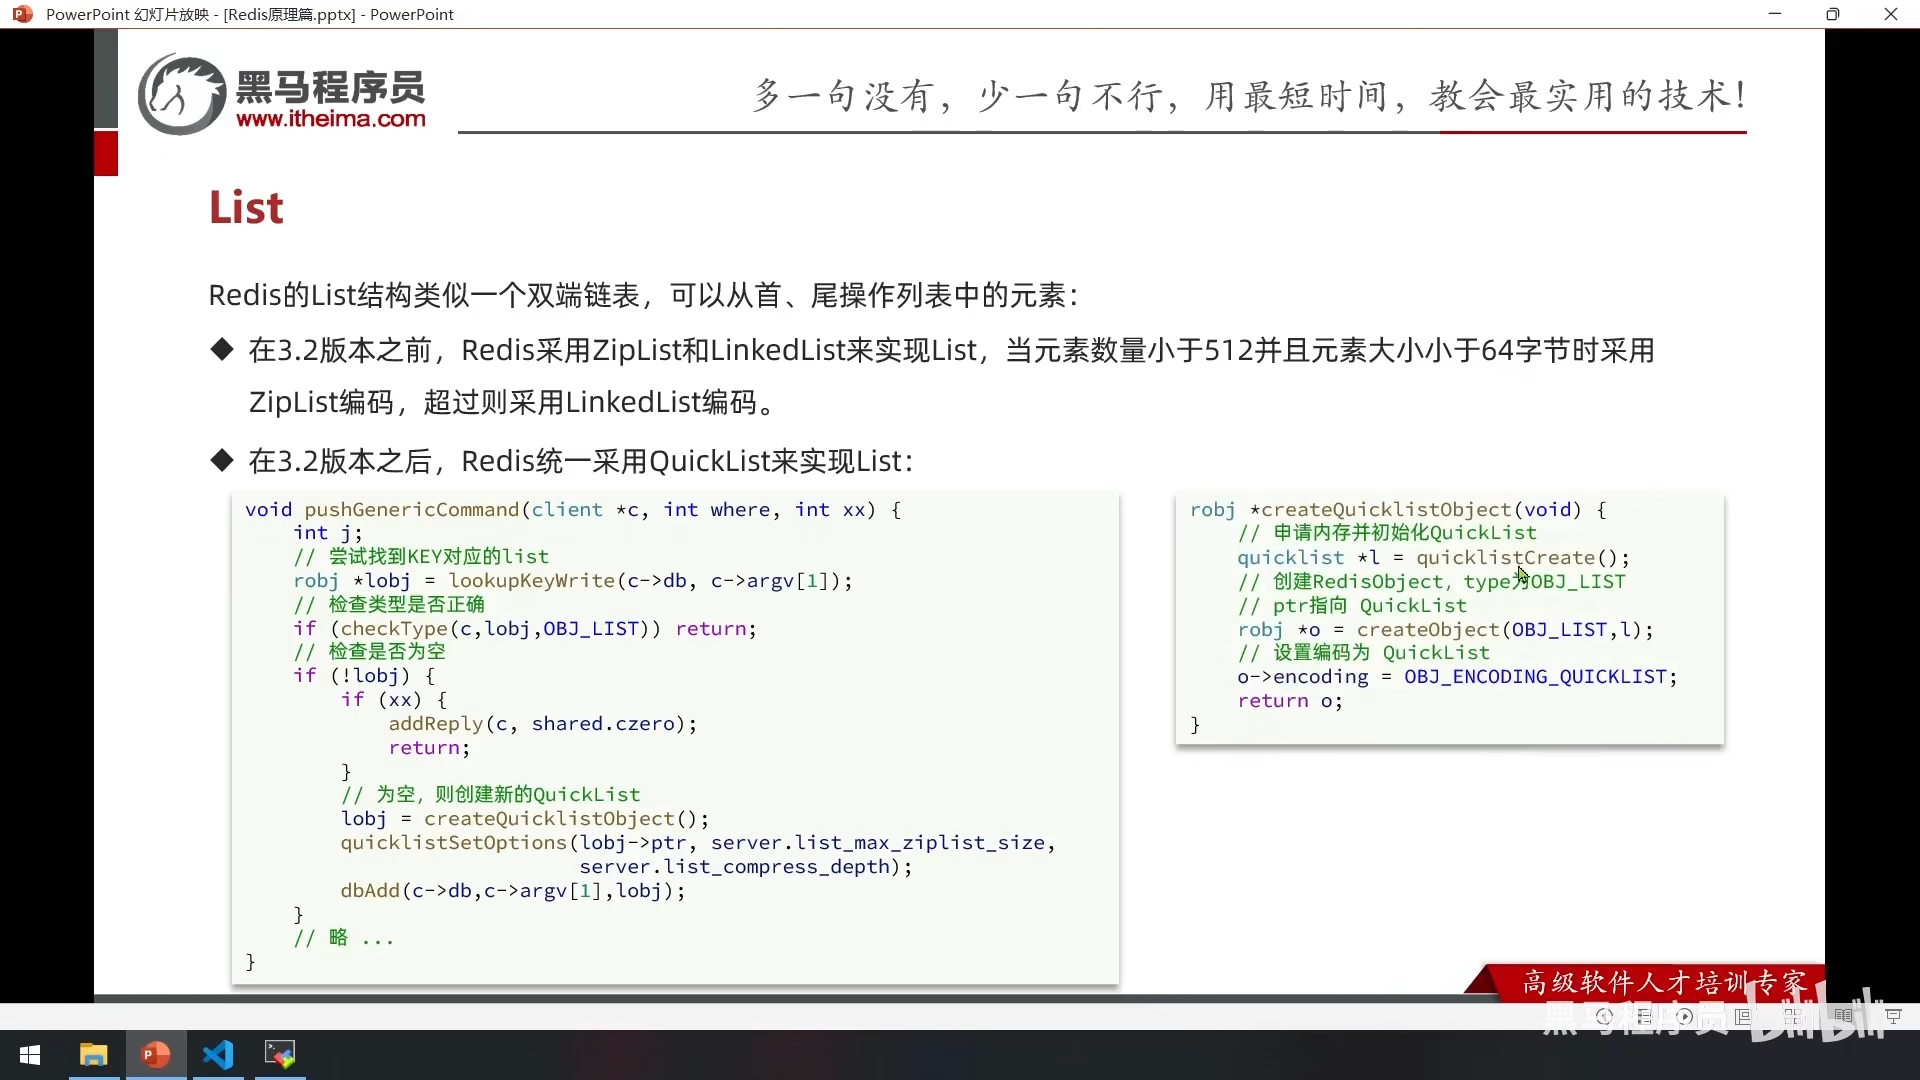 PowerPoint 幻灯片放映 - [Redis原理篇.pptx] - PowerPoint
黑马程序员
www.itheima.com
多一句没有，少一句不行，用最短时间，教会最实用的技术！
List
Redis的List结构类似一个双端链表，可以从首、尾操作列表中的元素：
◆ 在3.2版本之前，Redis采用ZipList和LinkedList来实现List，当元素数量小于512并且元素大小小于64字节时采用
ZipList编码，超过则采用LinkedList编码。
◆ 在3.2版本之后，Redis统一采用QuickList来实现List：
void pushGenericCommand(client *c, int where, int xx) {
    int j;
    // 尝试找到KEY对应的list
    robj *lobj = lookupKeyWrite(c->db, c->argv[1]);
    // 检查类型是否正确
    if (checkType(c,lobj,OBJ_LIST)) return;
    // 检查是否为空
    if (!lobj) {
        if (xx) {
            addReply(c, shared.czero);
            return;
        }
        // 为空，则创建新的QuickList
        lobj = createQuicklistObject();
        quicklistSetOptions(lobj->ptr, server.list_max_ziplist_size,
                            server.list_compress_depth);
        dbAdd(c->db,c->argv[1],lobj);
    }
    // 略 ...
}
robj *createQuicklistObject(void) {
    // 申请内存并初始化QuickList
    quicklist *l = quicklistCreate();
    // 创建RedisObject，type为OBJ_LIST
    // ptr指向 QuickList
    robj *o = createObject(OBJ_LIST,l);
    // 设置编码为 QuickList
    o->encoding = OBJ_ENCODING_QUICKLIST;
    return o;
}
高级软件人才培训专家
黑马程序员 bilibili